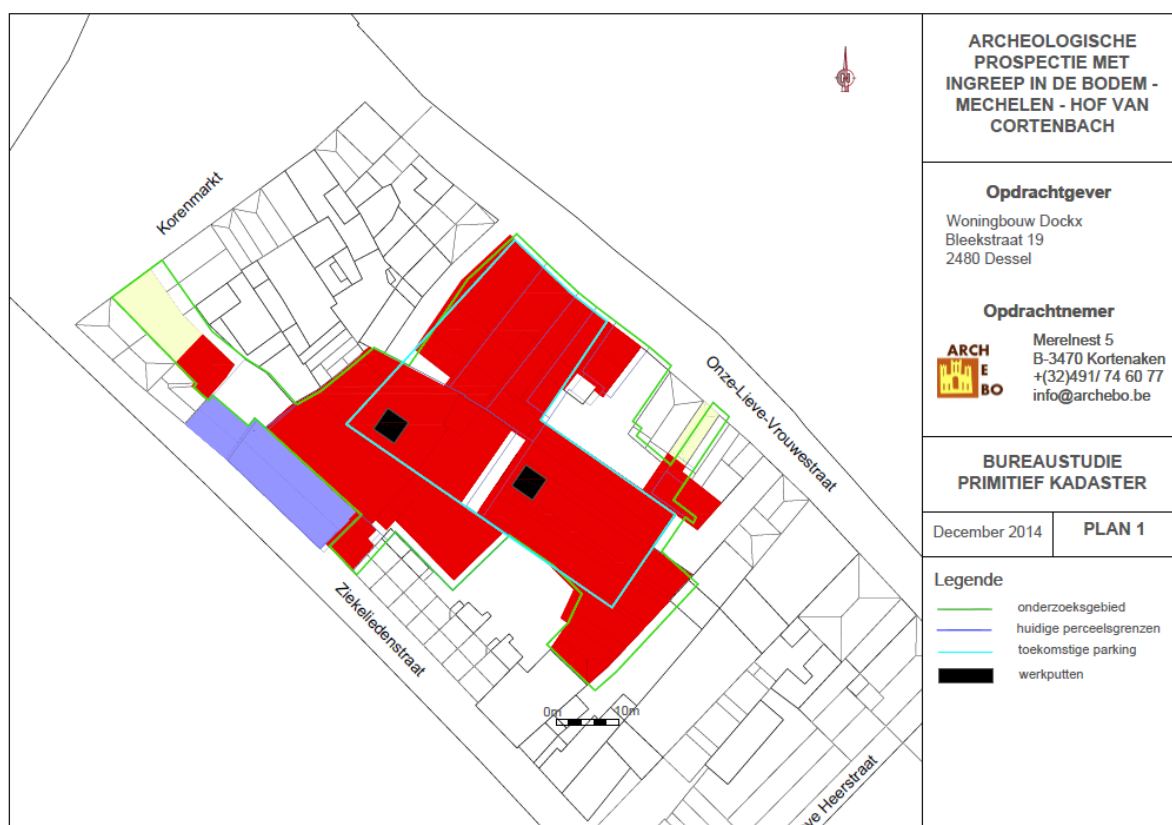 Korenmarkt
Onze-Lieve-Vrouwestraat
Ziekeliedenstraat
0m 10m
ve Heerstraat
ARCHEOLOGISCHE
PROSPECTIE MET
INGREEP IN DE BODEM -
MECHELEN - HOF VAN
CORTENBACH
Opdrachtgever
Woningbouw Dockx
Bleekstraat 19
2480 Dessel
Opdrachtnemer
ARCH
E
BO
Merelnest 5
B-3470 Kortenaken
+(32)491/ 74 60 77
info@archebo.be
BUREAUSTUDIE
PRIMITIEF KADASTER
December 2014 PLAN 1
Legende
onderzoeksgebied
huidige perceelsgrenzen
toekomstige parking
werkputten